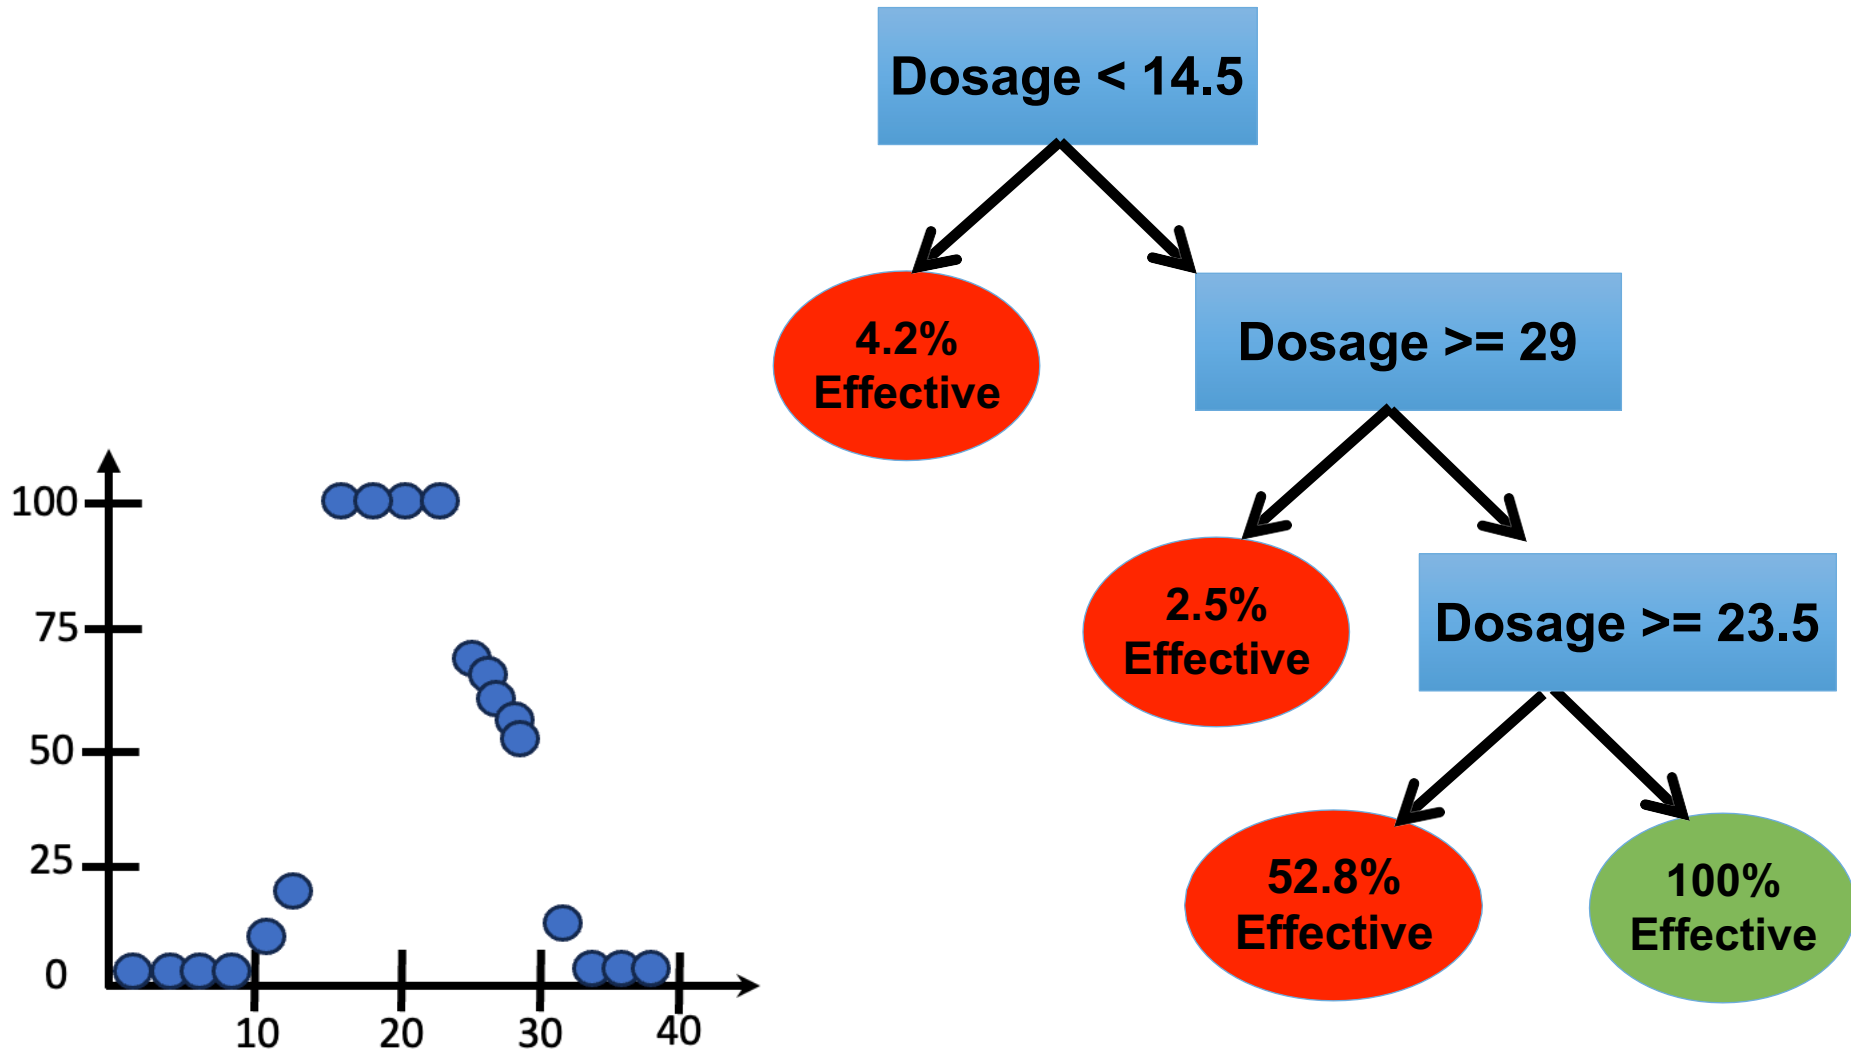 Dosage < 14.5
4.2%
Effective
Dosage >= 29
2.5%
Effective
Dosage >= 23.5
52.8%
Effective
100%
Effective
100
75
50
25
0
10
20
30
40